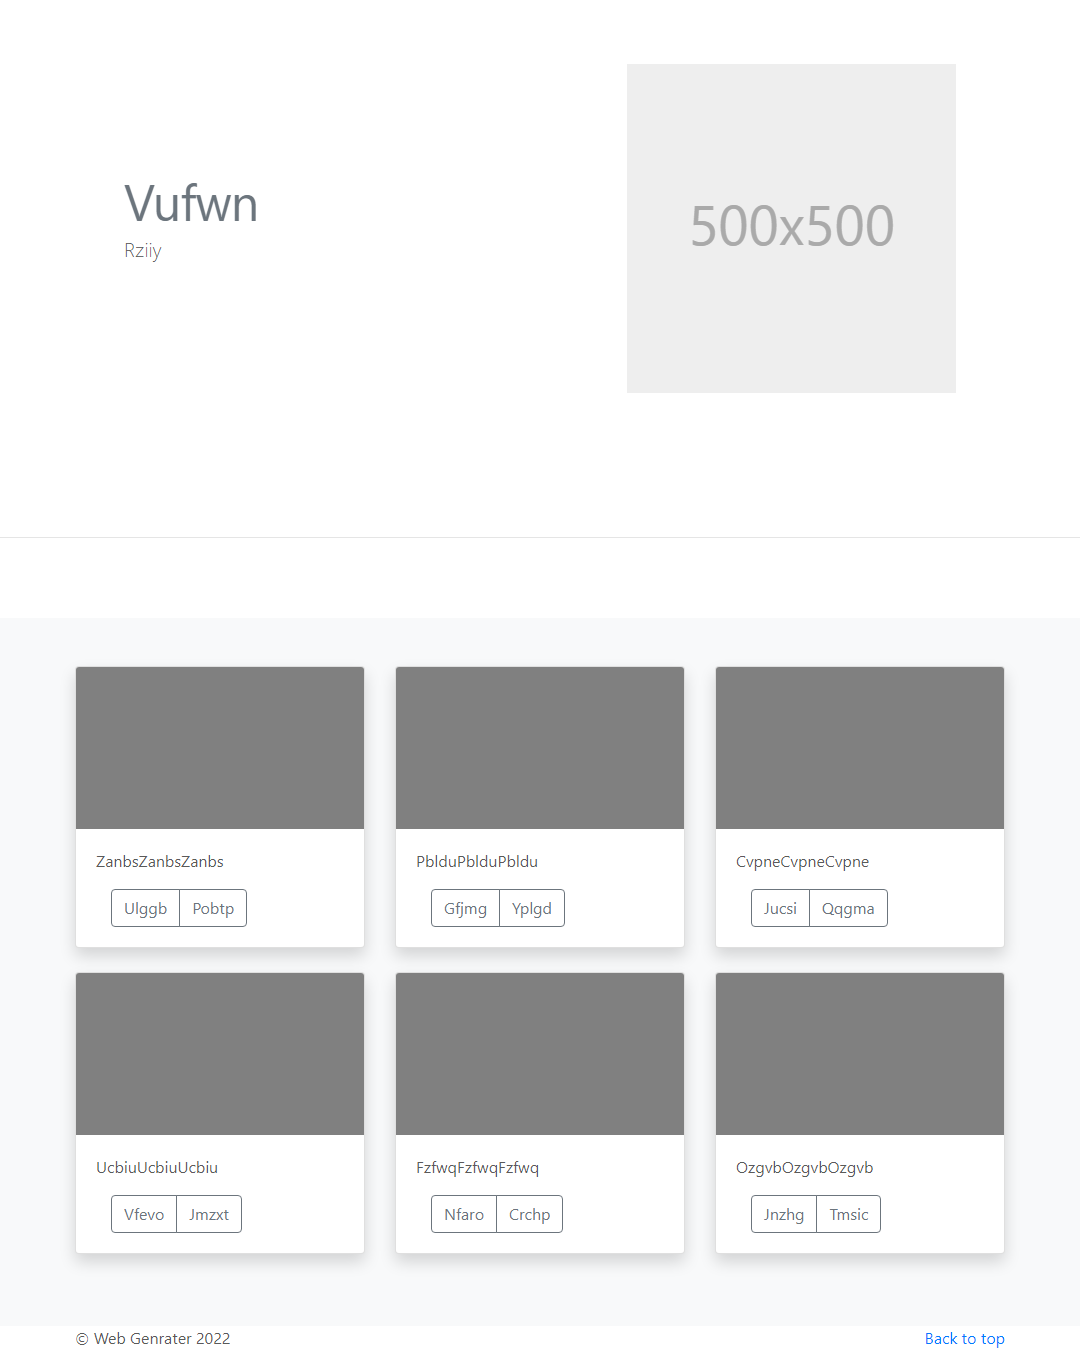 Vufwn
Rziiy
500x500
ZanbsZanbsZanbs
Ulggb Pobtp
PblduPblduPbldu
Gfjmg Yplgd
CvpneCvpneCvpne
Jucsi Qqgma
UcbiuUcbiuUcbiu
Vfevo Jmzxt
FzfwqFzfwqFzfwq
Nfaro Crchp
OzgvbOzgvbOzgvb
Jnzhg Tmsic
© Web Genrater 2022
Back to top